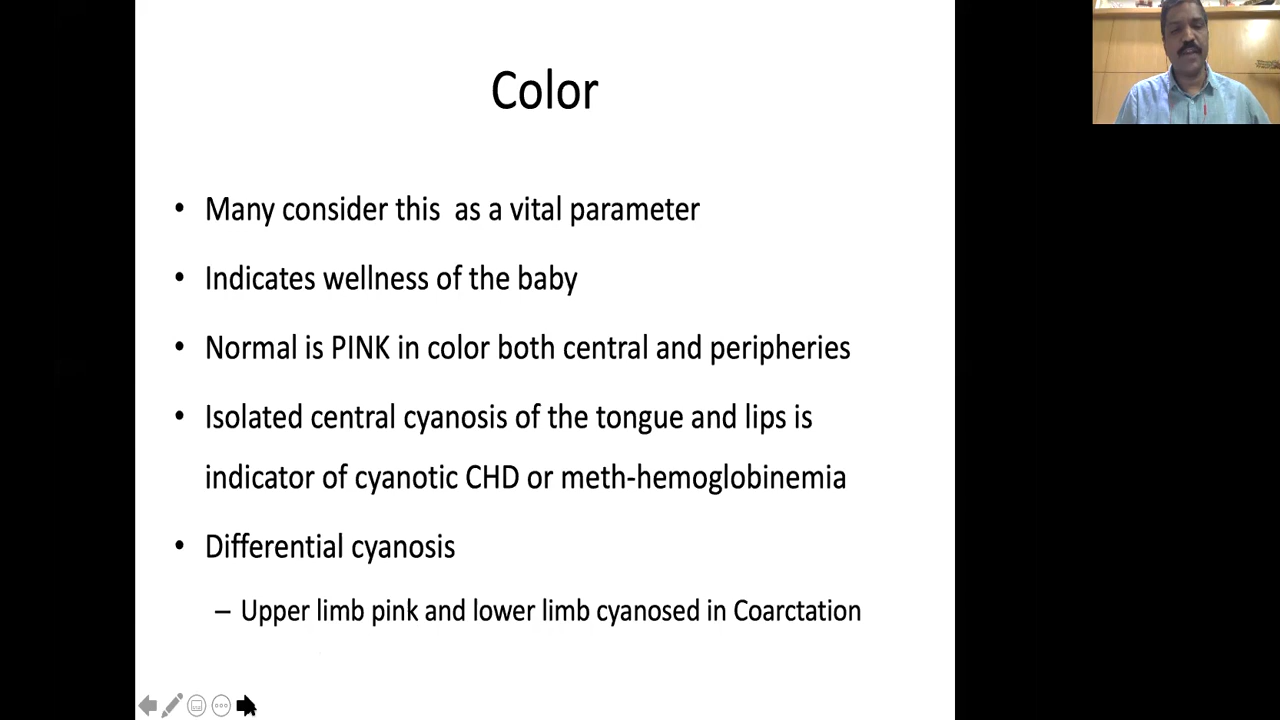 Color
• Many consider this  as a vital parameter
• Indicates wellness of the baby
• Normal is PINK in color both central and peripheries
• Isolated central cyanosis of the tongue and lips is
indicator of cyanotic CHD or meth-hemoglobinemia
• Differential cyanosis
– Upper limb pink and lower limb cyanosed in Coarctation